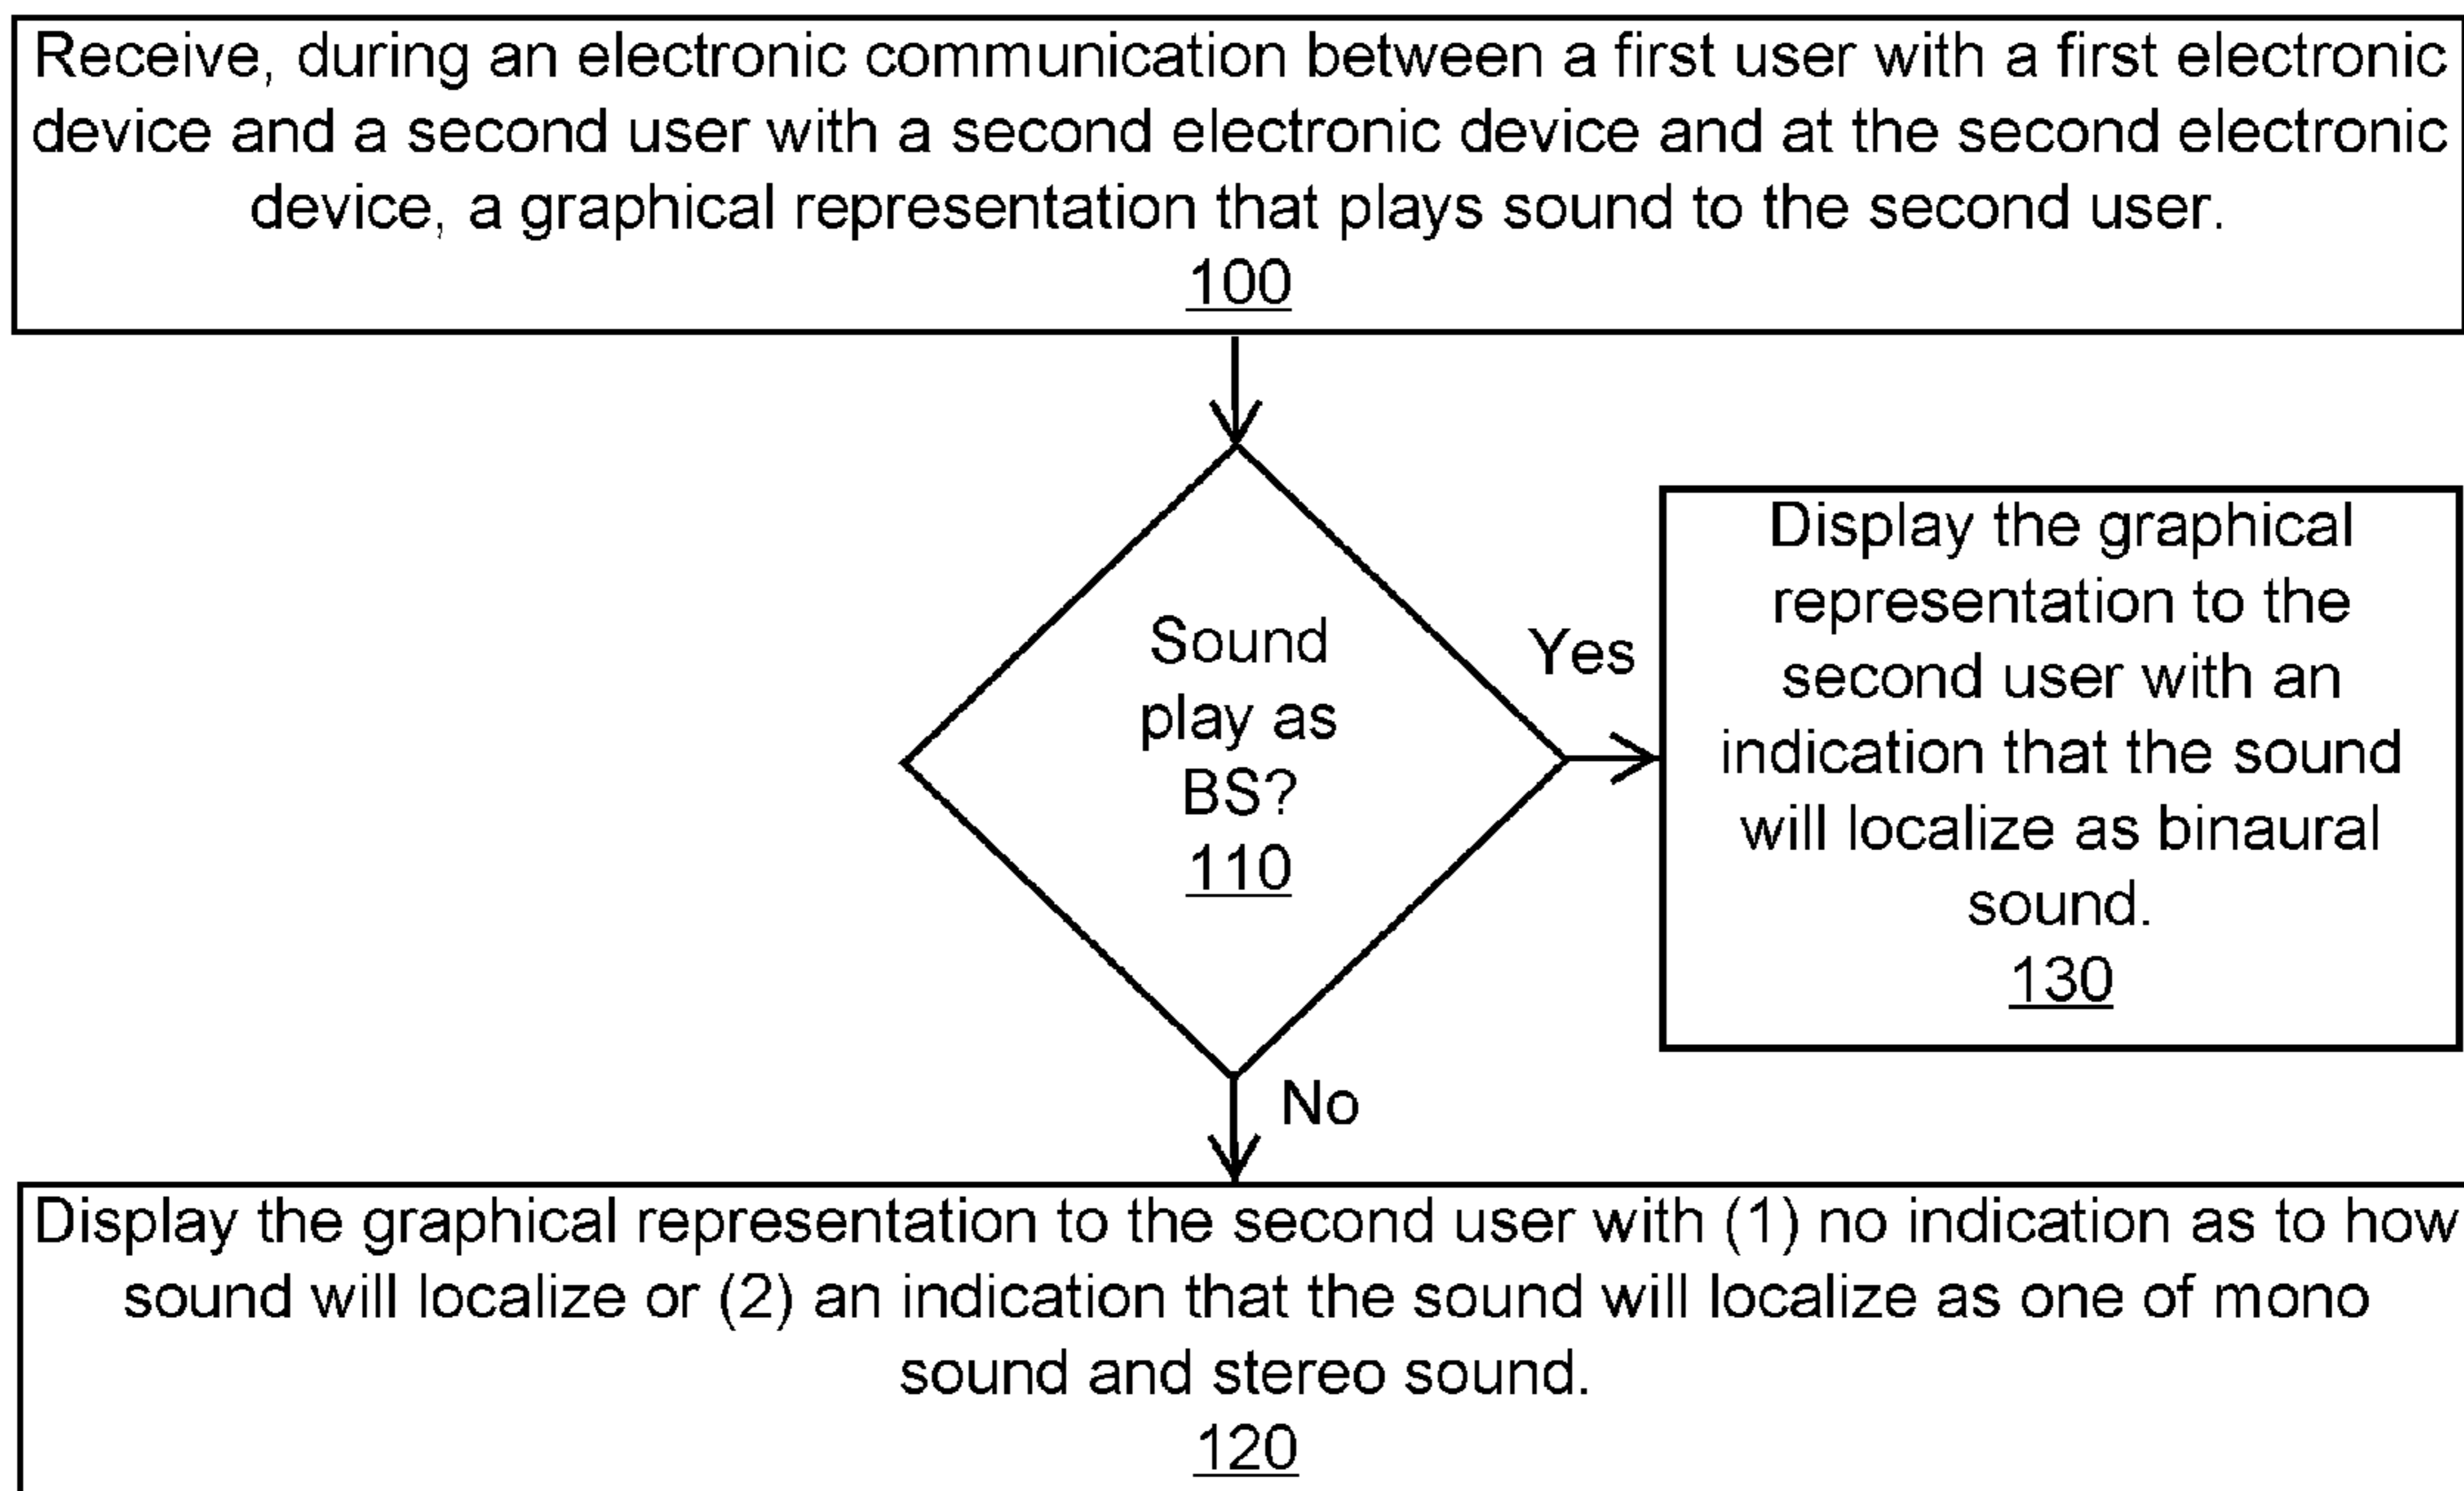 Receive, during an electronic communication between a first user with a first electronic
device and a second user with a second electronic device and at the second electronic
device, a graphical representation that plays sound to the second user.
100
Sound
play as
BS?
110
Yes
Display the graphical
representation to the
second user with an
indication that the sound
will localize as binaural
sound.
130
No
Display the graphical representation to the second user with (1) no indication as to how
sound will localize or (2) an indication that the sound will localize as one of mono
sound and stereo sound.
120